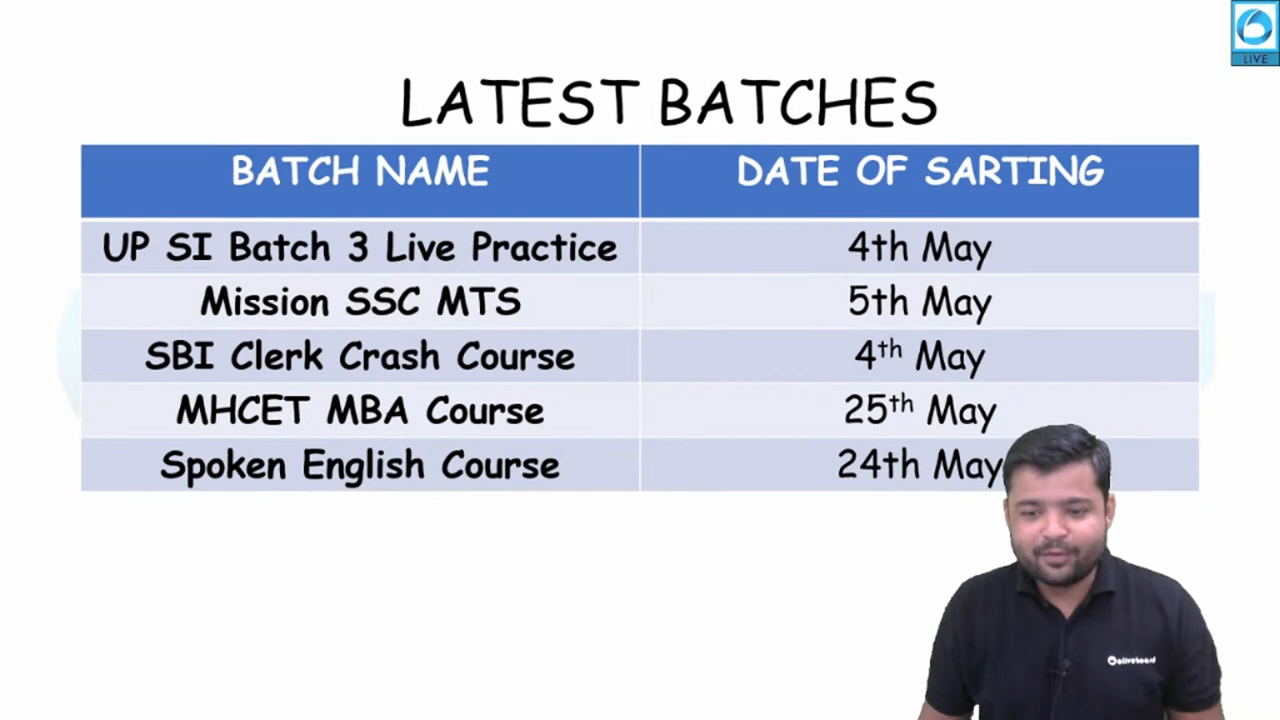 LIVE
LATEST BATCHES
BATCH NAME DATE OF SARTING
UP SI Batch 3 Live Practice 4th May
Mission SSC MTS 5th May
SBI Clerk Crash Course 4th May
MHCET MBA Course 25th May
Spoken English Course 24th May
oliveboard